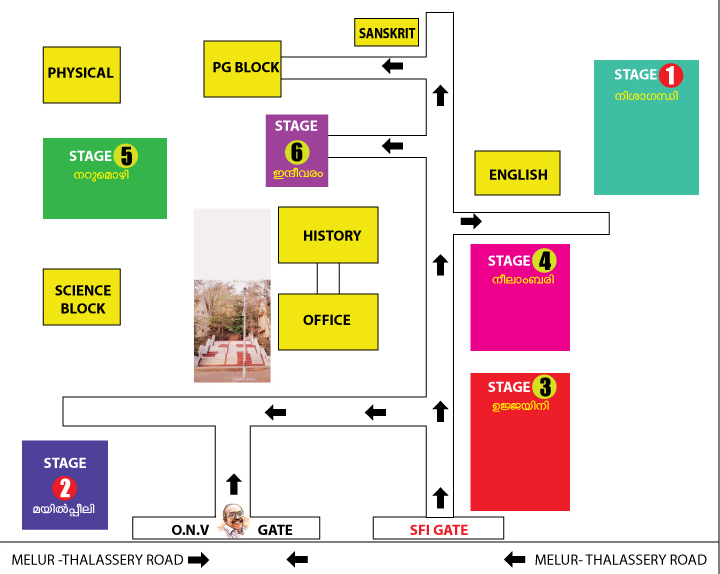 SANSKRIT
PHYSICAL
PG BLOCK
STAGE 1
നിശാഗന്ധി
STAGE
6
ഇന്ദീവരം
STAGE 5
നറുമൊഴി
ENGLISH
HISTORY
STAGE 4
നീലാംബരി
SCIENCE
BLOCK
OFFICE
STAGE 3
ഉജ്ജയിനി
STAGE
2
മയിൽപ്പീലി
O.N.V GATE
SFI GATE
MELUR -THALASSERY ROAD
MELUR- THALASSERY ROAD